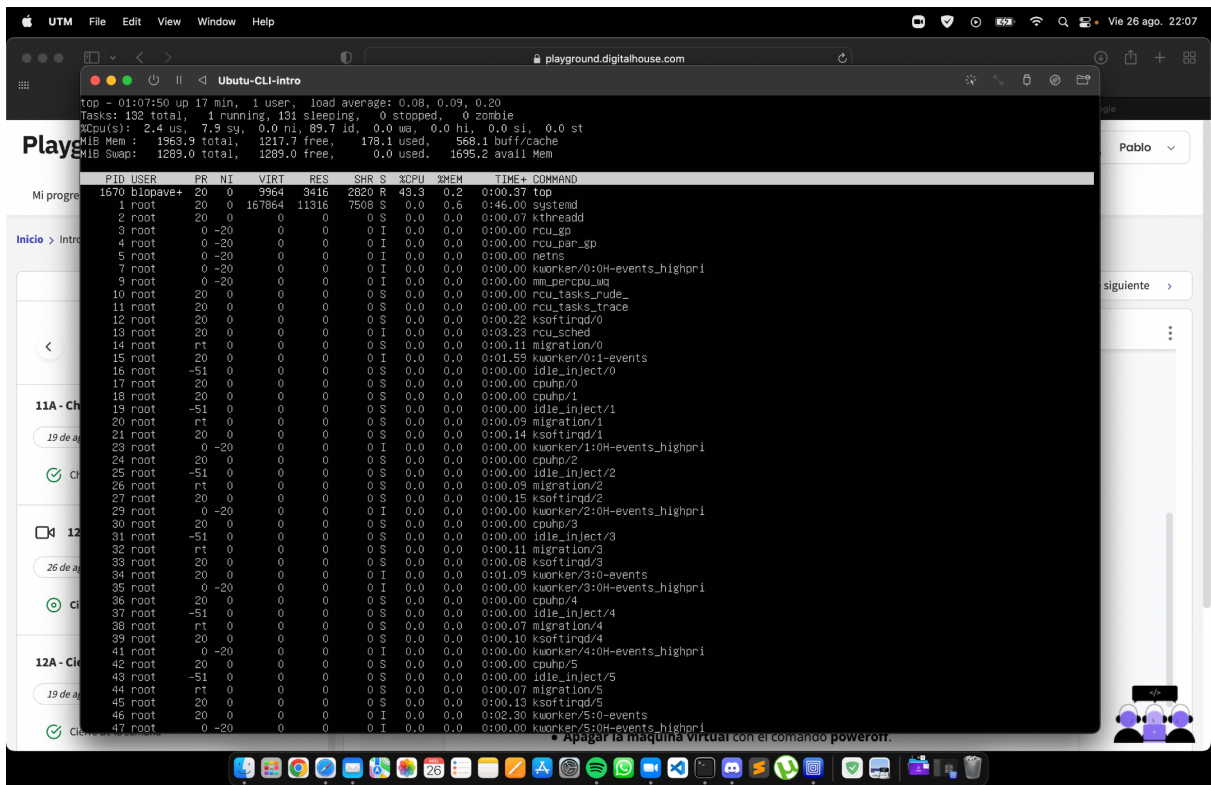 UTM File Edit View Window Help Vie 26 ago. 22:07
playground.digitalhouse.com
Ubutu-CLI-intro
top - 01:07:50 up 17 min, 1 user, load average: 0.08, 0.09, 0.20
Tasks: 132 total, 1 running, 131 sleeping, 0 stopped, 0 zombie
%Cpu(s): 2.4 us, 7.9 sy, 0.0 ni, 89.7 id, 0.0 wa, 0.0 hi, 0.0 si, 0.0 st
MiB Mem : 1963.9 total, 1217.7 free, 178.1 used, 568.1 buff/cache
MiB Swap: 1289.0 total, 1289.0 free, 0.0 used. 1695.2 avail Mem
PID USER PR NI VIRT RES SHR S %CPU %MEM TIME+ COMMAND
1670 blopave+ 20 0 9964 3416 2820 R 43.3 0.2 0:00.37 top
1 root 20 0 167864 11316 7508 S 0.0 0.6 0:46.00 systemd
2 root 20 0 0 0 0 S 0.0 0.0 0:00.07 kthreadd
3 root 0 -20 0 0 0 I 0.0 0.0 0:00.00 rcu_gp
4 root 0 -20 0 0 0 I 0.0 0.0 0:00.00 rcu_par_gp
5 root 0 -20 0 0 0 I 0.0 0.0 0:00.00 netns
7 root 0 -20 0 0 0 I 0.0 0.0 0:00.00 kworker/0:0H-events_highpri
9 root 0 -20 0 0 0 I 0.0 0.0 0:00.00 mm_percpu_wq
10 root 20 0 0 0 0 S 0.0 0.0 0:00.00 rcu_tasks_rude_
11 root 20 0 0 0 0 S 0.0 0.0 0:00.00 rcu_tasks_trace
12 root 20 0 0 0 0 S 0.0 0.0 0:00.22 ksoftirqd/0
13 root 20 0 0 0 0 I 0.0 0.0 0:03.23 rcu_sched
14 root rt 0 0 0 0 S 0.0 0.0 0:00.11 migration/0
15 root 20 0 0 0 0 I 0.0 0.0 0:01.59 kworker/0:1-events
16 root -51 0 0 0 0 S 0.0 0.0 0:00.00 idle_inject/0
17 root 20 0 0 0 0 S 0.0 0.0 0:00.00 cpuhp/0
18 root 20 0 0 0 0 S 0.0 0.0 0:00.00 cpuhp/1
19 root -51 0 0 0 0 S 0.0 0.0 0:00.00 idle_inject/1
20 root rt 0 0 0 0 S 0.0 0.0 0:00.09 migration/1
21 root 20 0 0 0 0 S 0.0 0.0 0:00.14 ksoftirqd/1
23 root 0 -20 0 0 0 I 0.0 0.0 0:00.00 kworker/1:0H-events_highpri
24 root 20 0 0 0 0 S 0.0 0.0 0:00.00 cpuhp/2
25 root -51 0 0 0 0 S 0.0 0.0 0:00.00 idle_inject/2
26 root rt 0 0 0 0 S 0.0 0.0 0:00.09 migration/2
27 root 20 0 0 0 0 S 0.0 0.0 0:00.15 ksoftirqd/2
29 root 0 -20 0 0 0 I 0.0 0.0 0:00.00 kworker/2:0H-events_highpri
30 root 20 0 0 0 0 S 0.0 0.0 0:00.00 cpuhp/3
31 root -51 0 0 0 0 S 0.0 0.0 0:00.00 idle_inject/3
32 root rt 0 0 0 0 S 0.0 0.0 0:00.11 migration/3
33 root 20 0 0 0 0 S 0.0 0.0 0:00.08 ksoftirqd/3
34 root 20 0 0 0 0 I 0.0 0.0 0:01.09 kworker/3:0-events
35 root 0 -20 0 0 0 I 0.0 0.0 0:00.00 kworker/3:0H-events_highpri
36 root 20 0 0 0 0 S 0.0 0.0 0:00.00 cpuhp/4
37 root -51 0 0 0 0 S 0.0 0.0 0:00.00 idle_inject/4
38 root rt 0 0 0 0 S 0.0 0.0 0:00.07 migration/4
39 root 20 0 0 0 0 S 0.0 0.0 0:00.10 ksoftirqd/4
41 root 0 -20 0 0 0 I 0.0 0.0 0:00.00 kworker/4:0H-events_highpri
42 root 20 0 0 0 0 S 0.0 0.0 0:00.00 cpuhp/5
43 root -51 0 0 0 0 S 0.0 0.0 0:00.00 idle_inject/5
44 root rt 0 0 0 0 S 0.0 0.0 0:00.07 migration/5
45 root 20 0 0 0 0 S 0.0 0.0 0:00.13 ksoftirqd/5
46 root 20 0 0 0 0 I 0.0 0.0 0:02.30 kworker/5:0-events
47 root 0 -20 0 0 0 I 0.0 0.0 0:00.00 kworker/5:0H-events_highpri
Playg
Pablo
Mi progre
Inicio > Intro
siguiente >
11A - Ch
19 de ag
Ch
12
26 de ag
Ci
12A - Cie
19 de ag
• Apagar la máquina virtual con el comando poweroff.
26